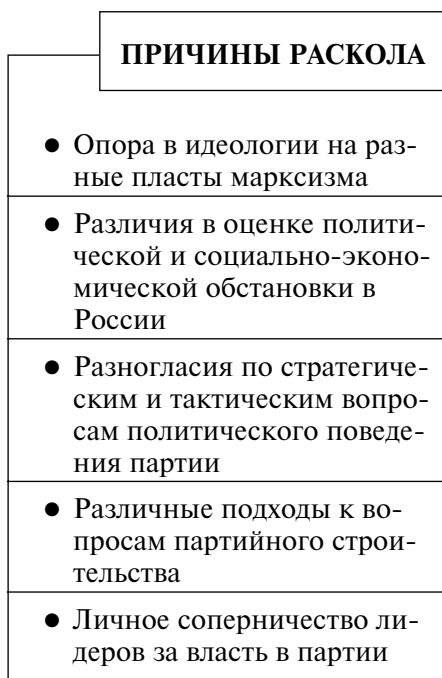 ПРИЧИНЫ РАСКОЛА
● Опора в идеологии на раз-
ные пласты марксизма
● Различия в оценке полити-
ческой и социально-эконо-
мической обстановки в
России
● Разногласия по стратегиче-
ским и тактическим вопро-
сам политического поведе-
ния партии
● Различные подходы к во-
просам партийного строи-
тельства
● Личное соперничество ли-
деров за власть в партии